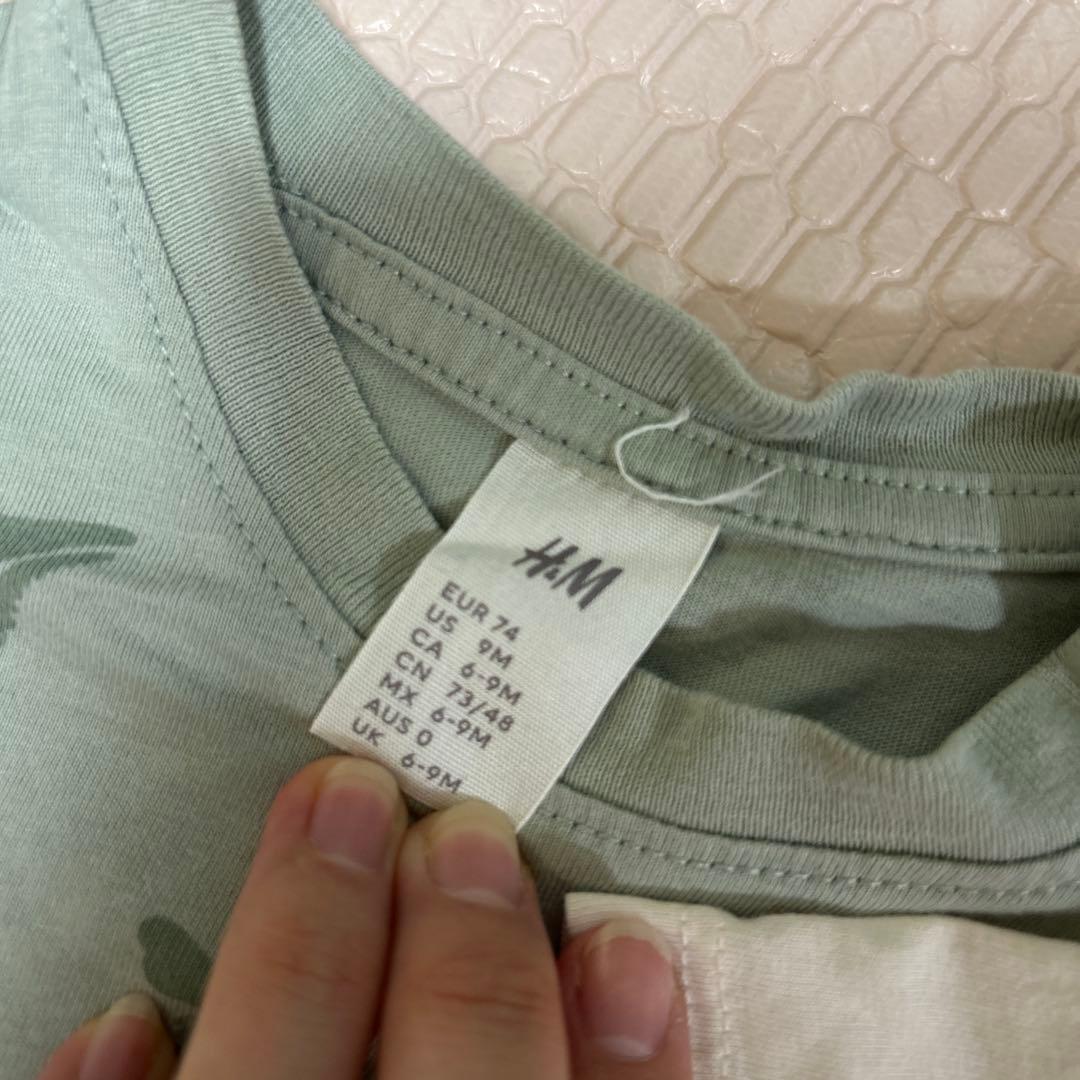 H&M
EUR 74
US 9M
CA 6-9M
CN 73/48
MX 6-9M
AUS 0
UK 6-9M